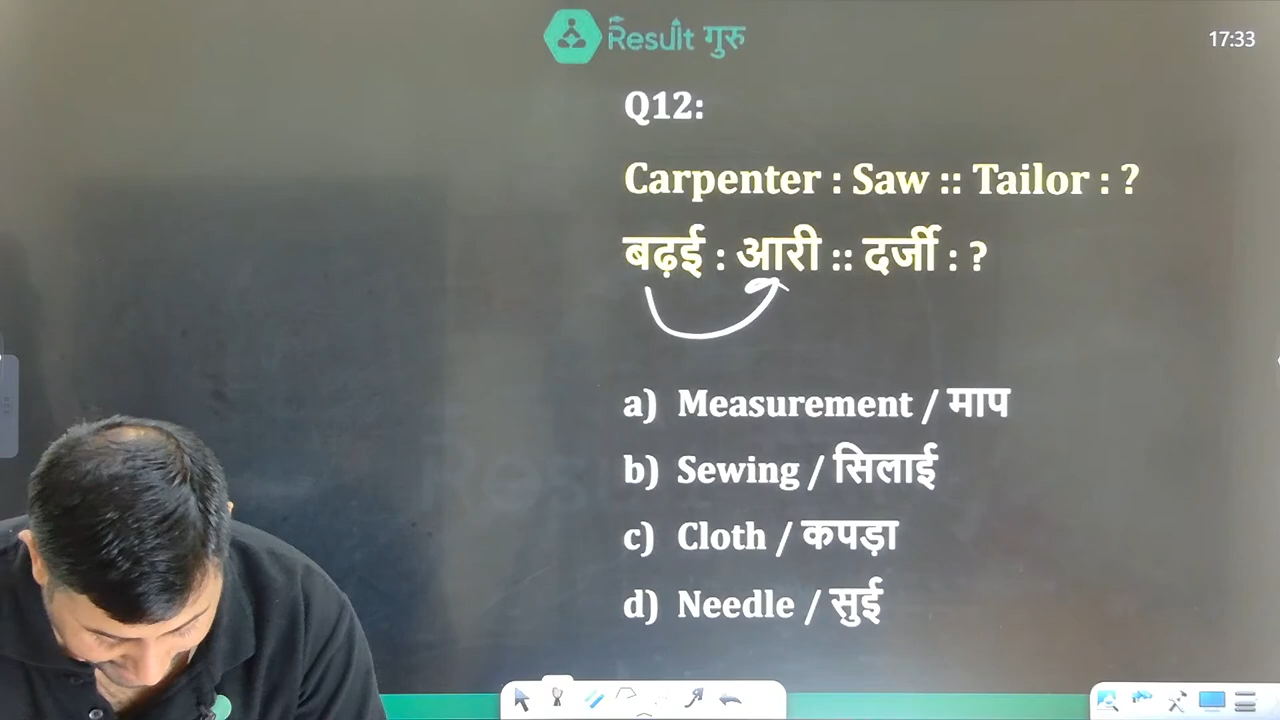 Result गुरु
17:33
Q12:
Carpenter : Saw :: Tailor : ?
बढ़ई : आरी :: दर्जी : ?
a) Measurement / माप
b) Sewing / सिलाई
c) Cloth / कपड़ा
d) Needle / सुई